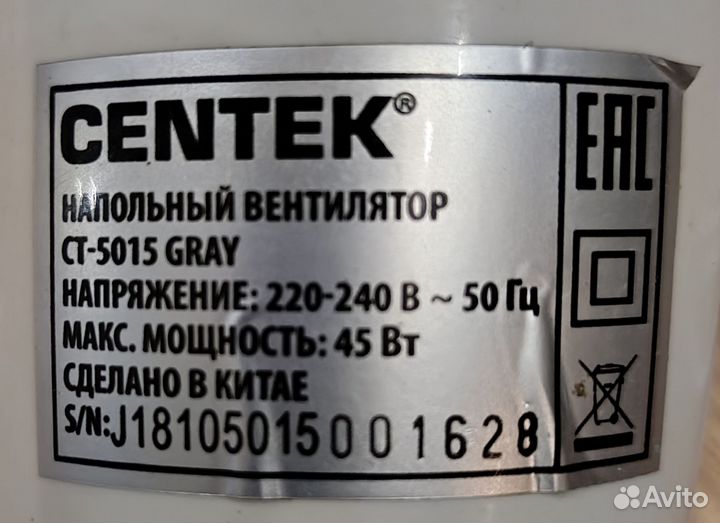 CENTEK®
EAC
НАПОЛЬНЫЙ ВЕНТИЛЯТОР
CT-5015 GRAY
НАПРЯЖЕНИЕ: 220-240 В ~ 50 Гц
МАКС. МОЩНОСТЬ: 45 Вт
СДЕЛАНО В КИТАЕ
S/N:J18105015001628
Avito